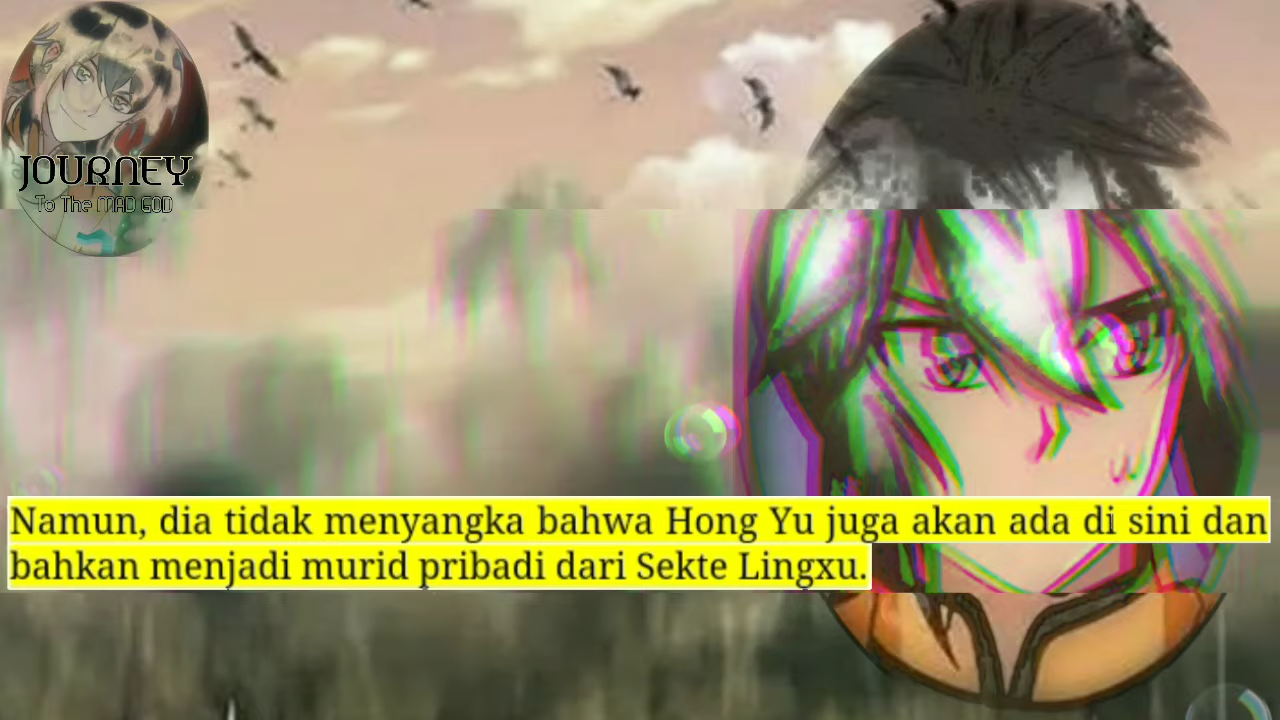 JOURNEY
To The MAD GOD
Namun, dia tidak menyangka bahwa Hong Yu juga akan ada di sini dan
bahkan menjadi murid pribadi dari Sekte Lingxu.